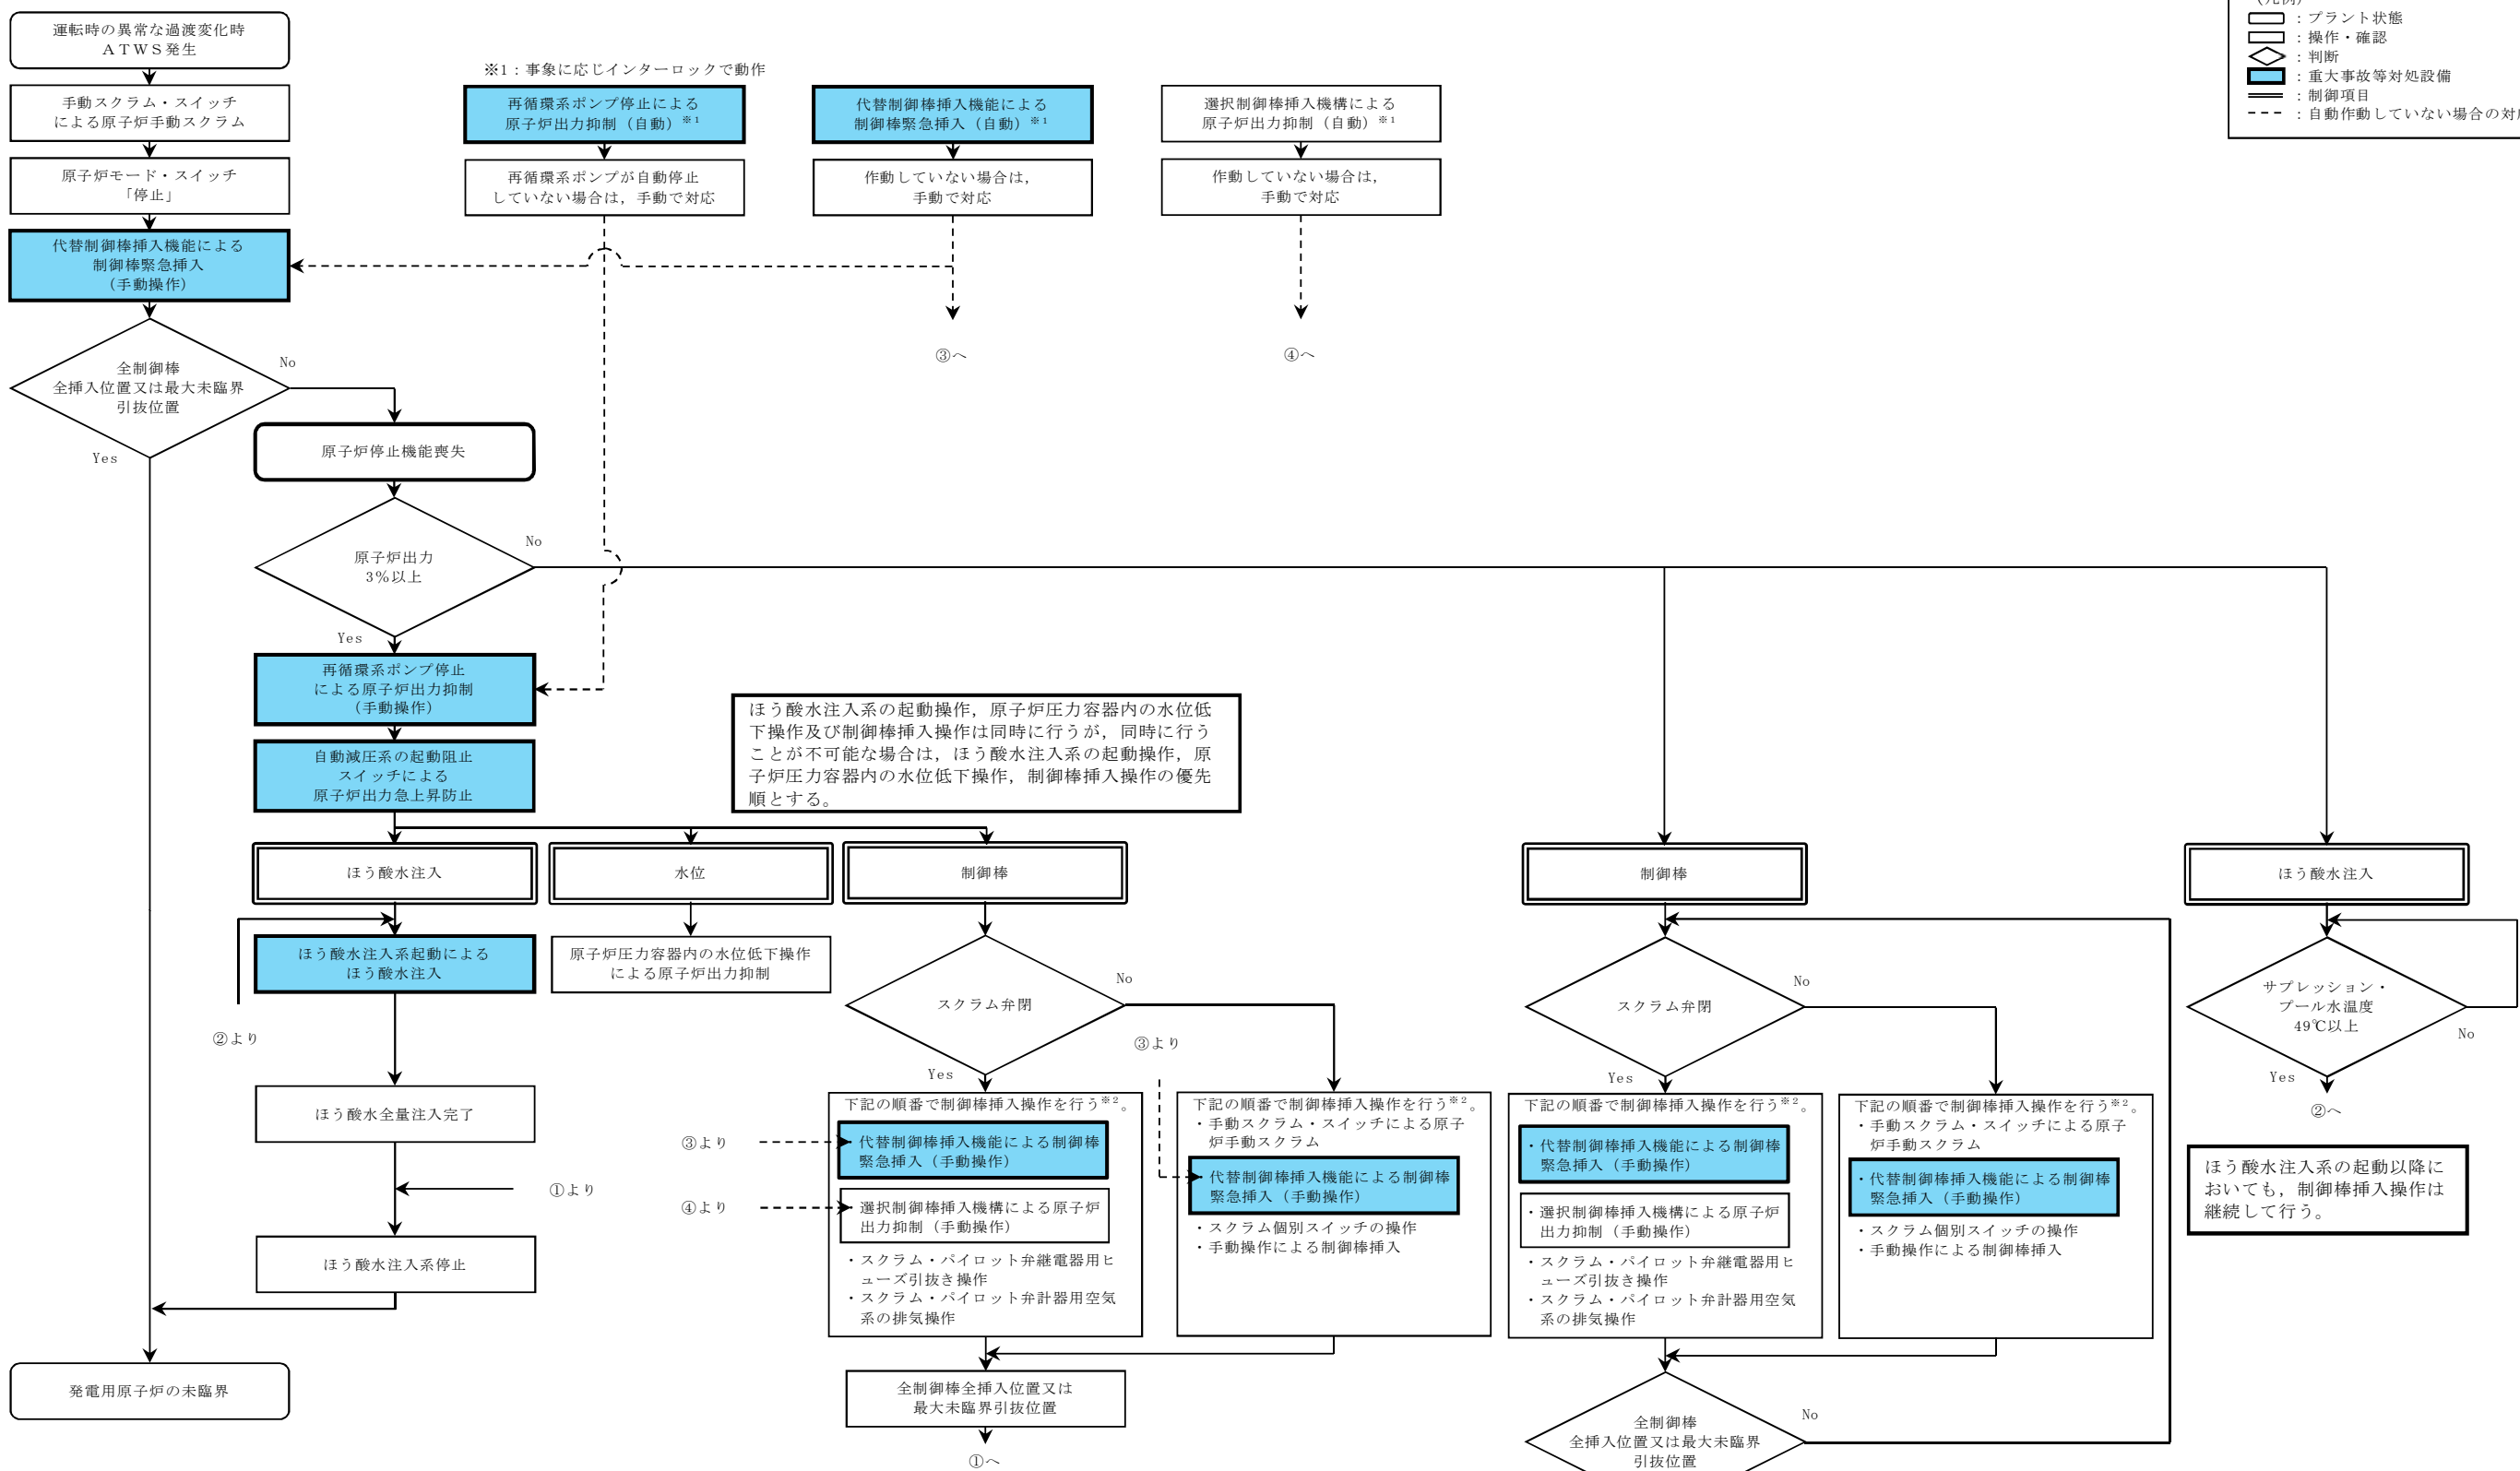 運転時の異常な過渡変化時
ATWS発生
手動スクラム・スイッチ
による原子炉手動スクラム
原子炉モード・スイッチ
「停止」
代替制御棒挿入機能による
制御棒緊急挿入
（手動操作）
全制御棒
全挿入位置又は最大未臨界
引抜位置
No
Yes
※1：事象に応じインターロックで動作
再循環系ポンプ停止による
原子炉出力抑制（自動）※1
再循環系ポンプが自動停止
していない場合は，手動で対応
代替制御棒挿入機能による
制御棒緊急挿入（自動）※1
作動していない場合は，
手動で対応
③へ
選択制御棒挿入機構による
原子炉出力抑制（自動）※1
作動していない場合は，
手動で対応
④へ
：プラント状態
：操作・確認
：判断
：重大事故等対処設備
：制御項目
：自動作動していない場合の対
原子炉停止機能喪失
原子炉出力
3％以上
No
Yes
再循環系ポンプ停止
による原子炉出力抑制
（手動操作）
自動減圧系の起動阻止
スイッチによる
原子炉出力急上昇防止
ほう酸水注入系の起動操作，原子炉圧力容器内の水位低
下操作及び制御棒挿入操作は同時に行うが，同時に行う
ことが不可能な場合は，ほう酸水注入系の起動操作，原
子炉圧力容器内の水位低下操作，制御棒挿入操作の優先
順とする。
ほう酸水注入
水位
制御棒
制御棒
ほう酸水注入
ほう酸水注入系起動による
ほう酸水注入
②より
ほう酸水全量注入完了
①より
ほう酸水注入系停止
発電用原子炉の未臨界
原子炉圧力容器内の水位低下操作
による原子炉出力抑制
スクラム弁閉
No
Yes
③より
③より
④より
下記の順番で制御棒挿入操作を行う※2。
・代替制御棒挿入機能による制御棒
緊急挿入（手動操作）
・選択制御棒挿入機構による原子炉
出力抑制（手動操作）
・スクラム・パイロット弁継電器用ヒ
ューズ引抜き操作
・スクラム・パイロット弁計器用空気
系の排気操作
下記の順番で制御棒挿入操作を行う※2。
・手動スクラム・スイッチによる原子
炉手動スクラム
・代替制御棒挿入機能による制御棒
緊急挿入（手動操作）
・スクラム個別スイッチの操作
・手動操作による制御棒挿入
全制御棒全挿入位置又は
最大未臨界引抜位置
①へ
スクラム弁閉
No
Yes
下記の順番で制御棒挿入操作を行う※2。
・代替制御棒挿入機能による制御棒
緊急挿入（手動操作）
・選択制御棒挿入機構による原子炉
出力抑制（手動操作）
・スクラム・パイロット弁継電器用ヒ
ューズ引抜き操作
・スクラム・パイロット弁計器用空気
系の排気操作
下記の順番で制御棒挿入操作を行う※2。
・手動スクラム・スイッチによる原子
炉手動スクラム
・代替制御棒挿入機能による制御棒
緊急挿入（手動操作）
・スクラム個別スイッチの操作
・手動操作による制御棒挿入
全制御棒
全挿入位置又は最大未臨界
引抜位置
No
サプレッション・
プール水温度
49℃以上
No
Yes
②へ
ほう酸水注入系の起動以降に
おいても，制御棒挿入操作は
継続して行う。